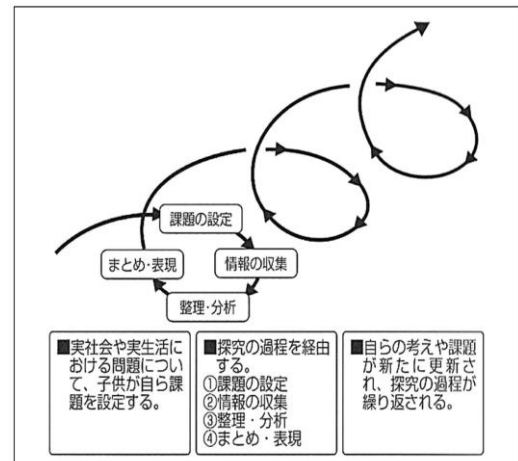 課題の設定
まとめ・表現
情報の収集
整理・分析
■実社会や実生活に
おける問題につい
て、子供が自ら課
題を設定する。
■探究の過程を経由
する。
①課題の設定
②情報の収集
③整理・分析
④まとめ・表現
■自らの考えや課題
が新たに更新さ
れ、探究の過程が
繰り返される。